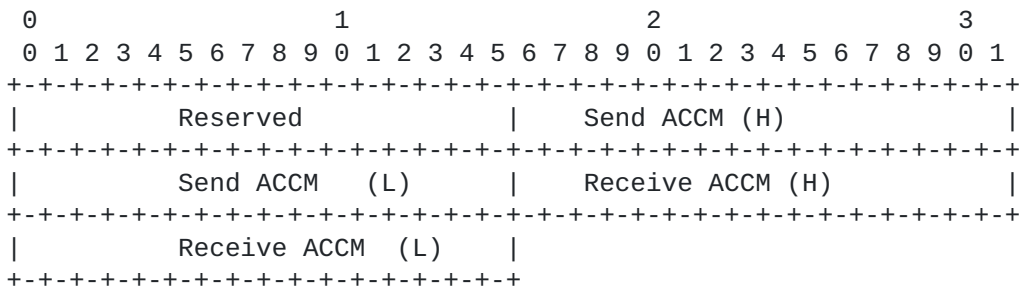 0                   1                   2                   3
 0 1 2 3 4 5 6 7 8 9 0 1 2 3 4 5 6 7 8 9 0 1 2 3 4 5 6 7 8 9 0 1
+-+-+-+-+-+-+-+-+-+-+-+-+-+-+-+-+-+-+-+-+-+-+-+-+-+-+-+-+-+-+-+-+
|          Reserved             |    Send ACCM (H)              |
+-+-+-+-+-+-+-+-+-+-+-+-+-+-+-+-+-+-+-+-+-+-+-+-+-+-+-+-+-+-+-+-+
|          Send ACCM   (L)      |    Receive ACCM (H)           |
+-+-+-+-+-+-+-+-+-+-+-+-+-+-+-+-+-+-+-+-+-+-+-+-+-+-+-+-+-+-+-+-+
|          Receive ACCM  (L)    |
+-+-+-+-+-+-+-+-+-+-+-+-+-+-+-+-+